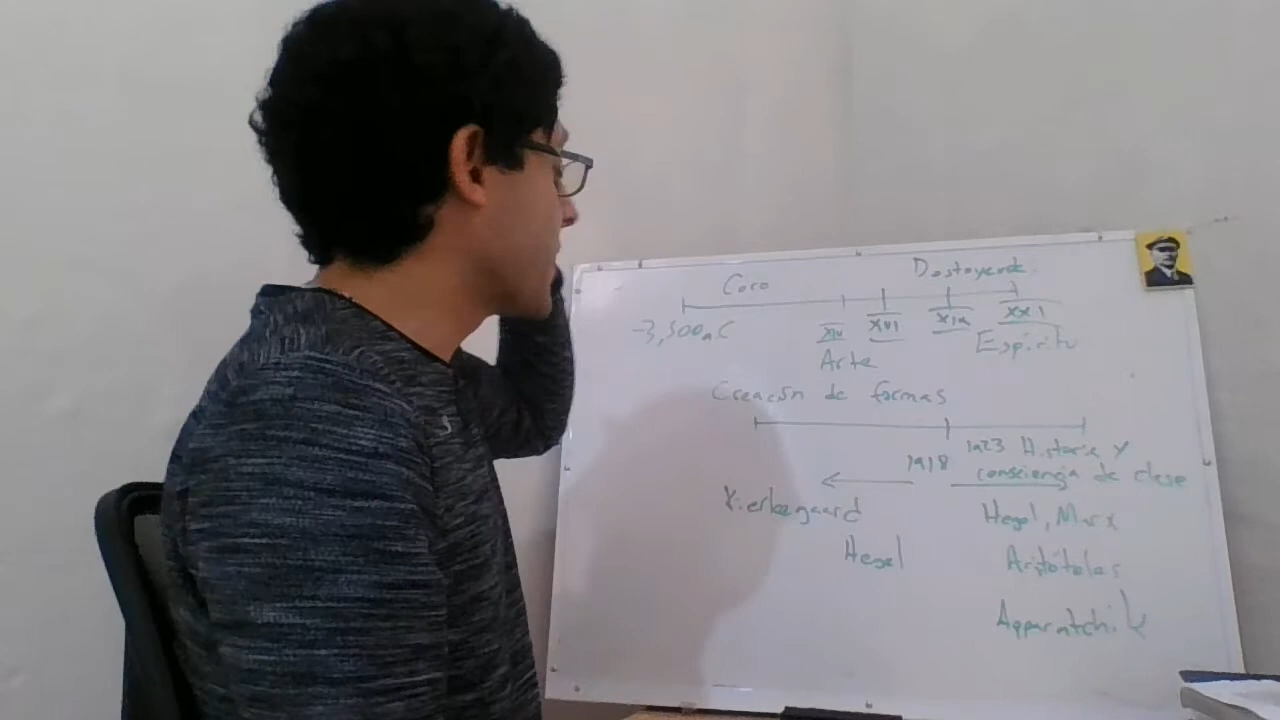 Coro Dostoyevski
-3,500 a.C XIV XVI XIX XXI
Arte Espíritu
Creación de formas
1918 1923 Historia y
consciencia de clase
Kierkegaard Hegel, Marx
Hegel Aristóteles
Apparatchik